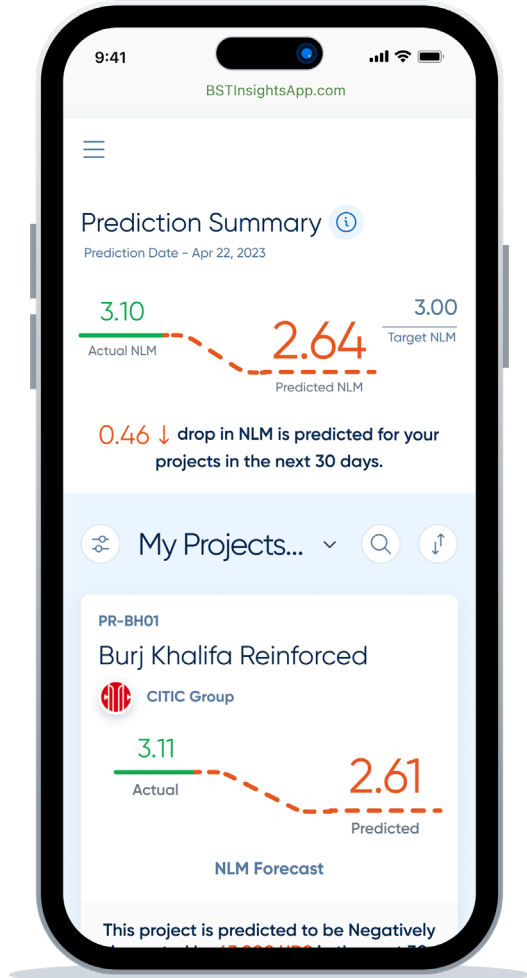 9:41
BSTInsightsApp.com
Prediction Summary
Prediction Date - Apr 22, 2023
3.10
Actual NLM
2.64
Predicted NLM
3.00
Target NLM
0.46 ↓ drop in NLM is predicted for your
projects in the next 30 days.
My Projects...
PR-BH01
Burj Khalifa Reinforced
CITIC Group
3.11
Actual
2.61
Predicted
NLM Forecast
This project is predicted to be Negatively